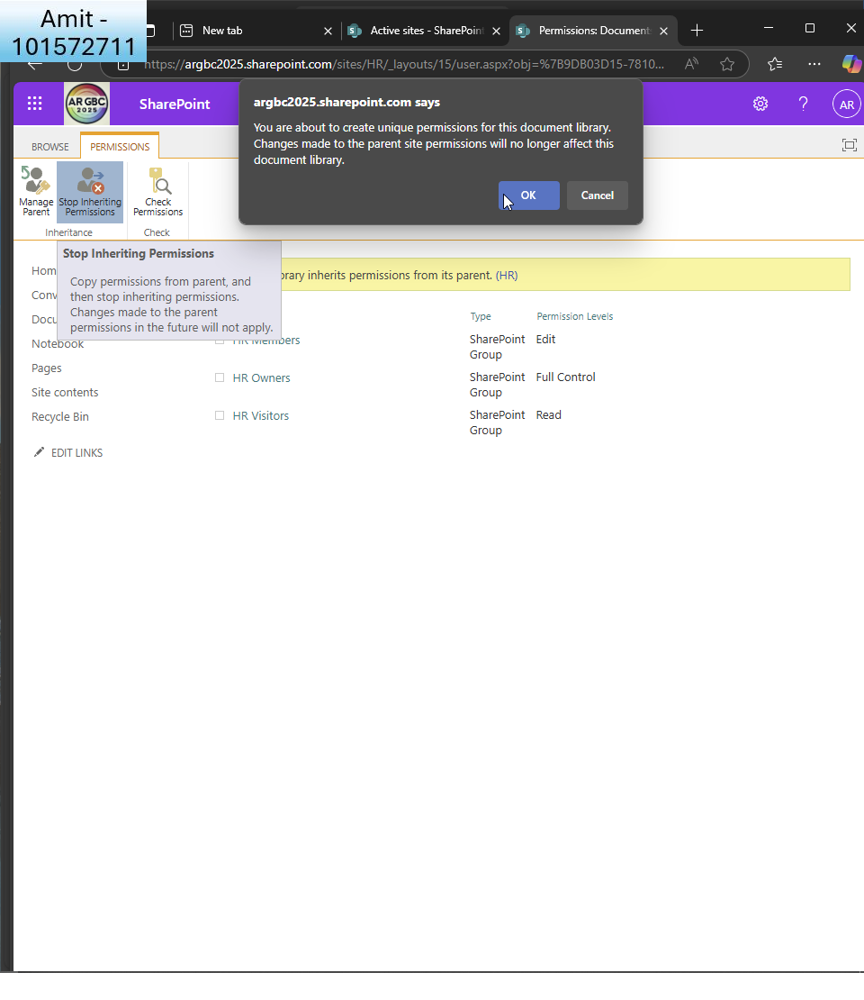 Amit -
101572711
New tab
Active sites - SharePoint
Permissions: Document
https://argbc2025.sharepoint.com/sites/HR/_layouts/15/user.aspx?obj=%7B9DB03D15-7810...
AR GBC
2025
SharePoint
AR
argbc2025.sharepoint.com says
You are about to create unique permissions for this document library.
Changes made to the parent site permissions will no longer affect this
document library.
OK
Cancel
BROWSE
PERMISSIONS
Manage
Parent
Stop Inheriting
Permissions
Check
Permissions
Inheritance
Check
Stop Inheriting Permissions
Copy permissions from parent, and
then stop inheriting permissions.
Changes made to the parent
permissions in the future will not apply.
brary inherits permissions from its parent. (HR)
Hom
Conv
Docu
Notebook
Pages
Site contents
Recycle Bin
EDIT LINKS
Type
Permission Levels
HR Members
SharePoint
Group
Edit
HR Owners
SharePoint
Group
Full Control
HR Visitors
SharePoint
Group
Read